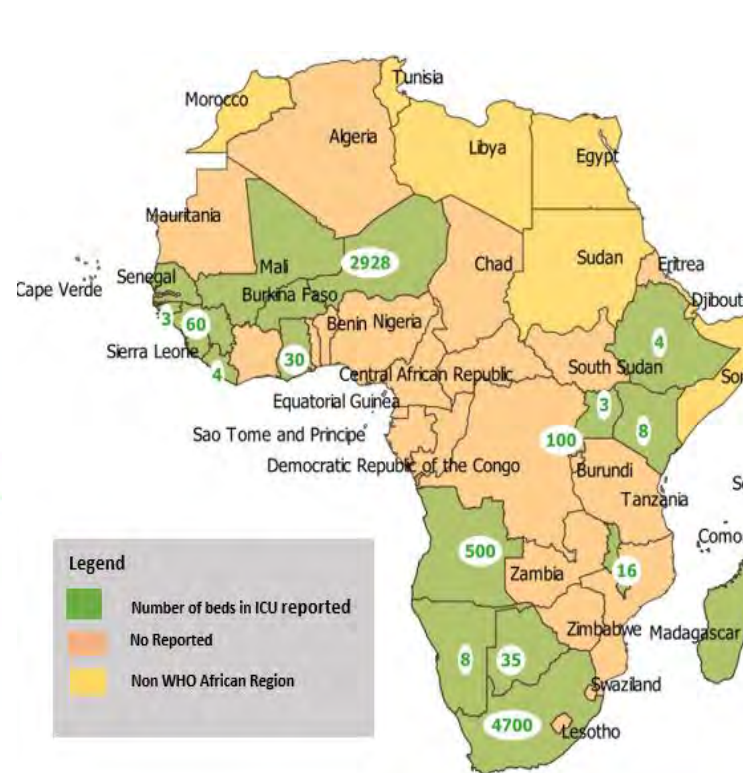 Tunisia
Morocco
Algeria
Libya
Egypt
Mauritania
Sudan
Mali
2928
Chad
Eritrea
Senegal
Cape Verde
Burkina Faso
Djibout
3
60
Benin
Nigeria
4
Sierra Leone
30
South Sudan
4
Central African Republic
So
Equatorial Guinea
3
Sao Tome and Principe
100
8
Democratic Republic of the Congo
Burundi
S
Tanzania
Como
500
Zambia
16
Legend
Number of beds in ICU reported
No Reported
Non WHO African Region
Zimbabwe
Madagascar
8
35
Swaziland
4700
Lesotho